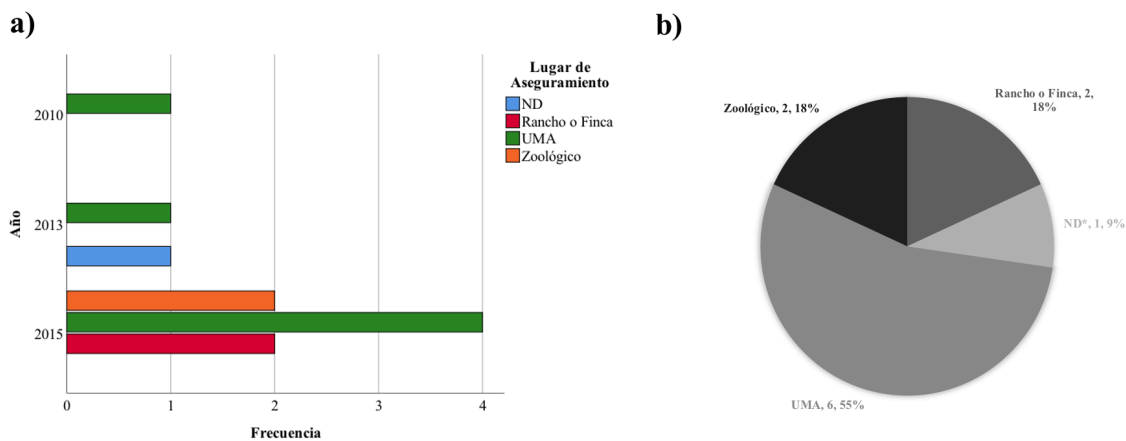 a)
Año
2010
2013
2015
0 1 2 3 4
Frecuencia
Lugar de
Aseguramiento
ND
Rancho o Finca
UMA
Zoológico
b)
Zoológico, 2, 18%
Rancho o Finca, 2,
18%
ND*, 1, 9%
UMA, 6, 55%